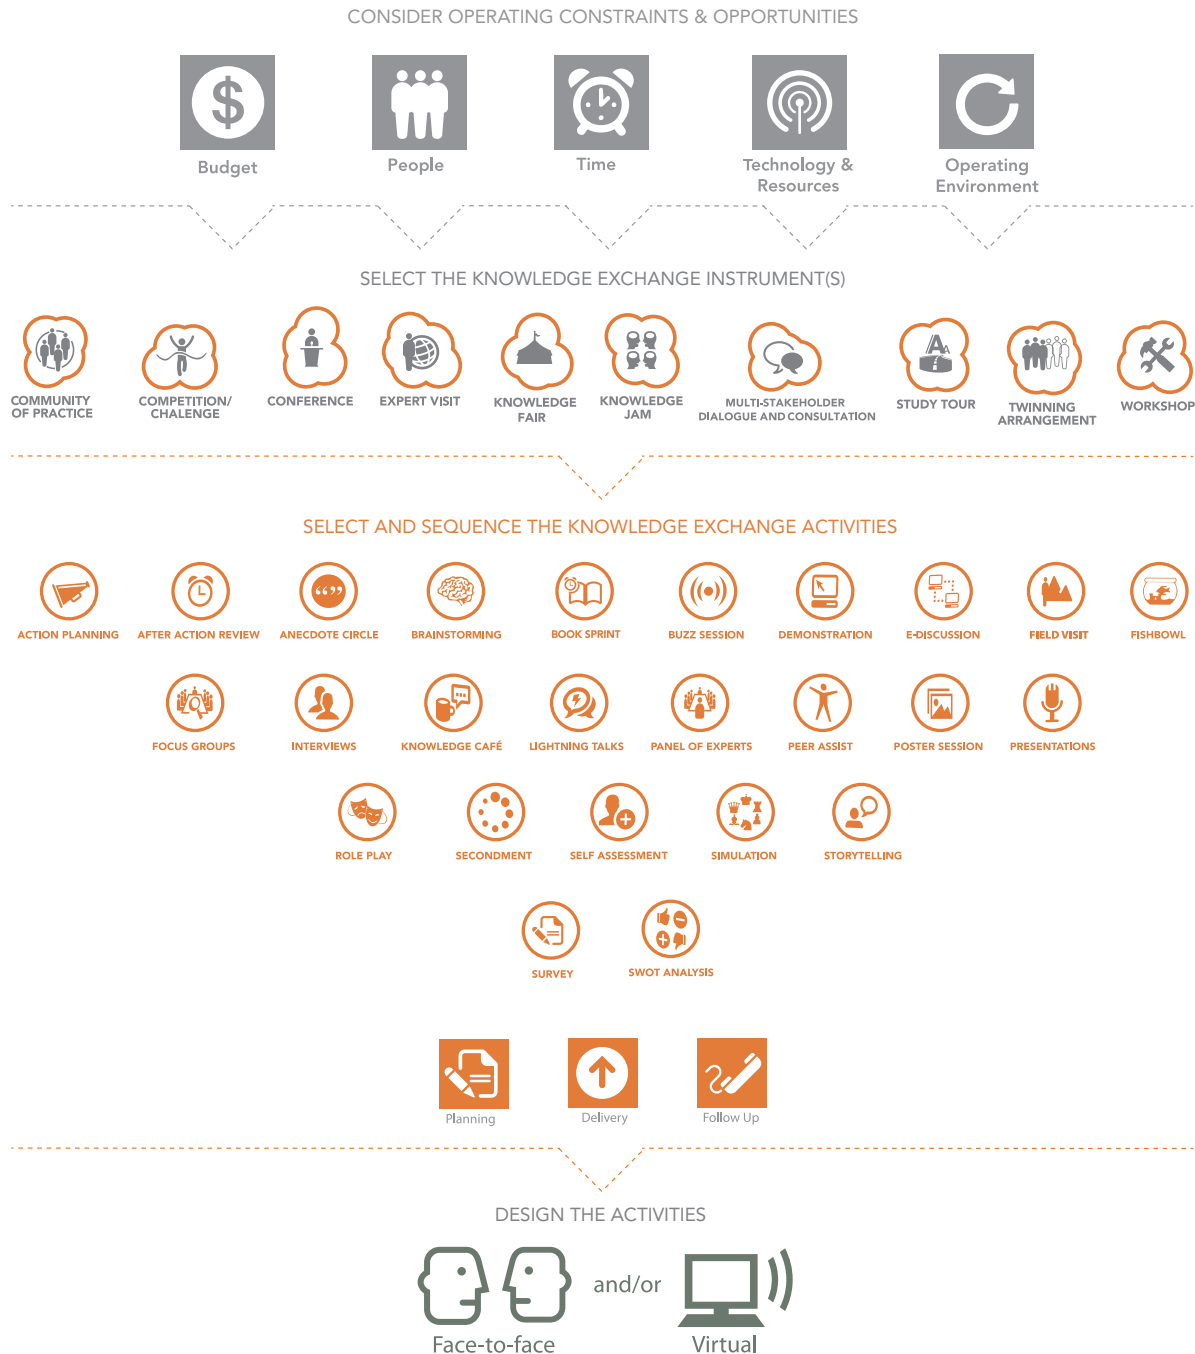 CONSIDER OPERATING CONSTRAINTS & OPPORTUNITIES
Budget
People
Time
Technology &
Resources
Operating
Environment
SELECT THE KNOWLEDGE EXCHANGE INSTRUMENT(S)
COMMUNITY
OF PRACTICE
COMPETITION/
CHALENGE
CONFERENCE
EXPERT VISIT
KNOWLEDGE
FAIR
KNOWLEDGE
JAM
MULTI-STAKEHOLDER
DIALOGUE AND CONSULTATION
STUDY TOUR
TWINNING
ARRANGEMENT
WORKSHOP
SELECT AND SEQUENCE THE KNOWLEDGE EXCHANGE ACTIVITIES
ACTION PLANNING
AFTER ACTION REVIEW
ANECDOTE CIRCLE
BRAINSTORMING
BOOK SPRINT
BUZZ SESSION
DEMONSTRATION
E-DISCUSSION
FIELD VISIT
FISHBOWL
FOCUS GROUPS
INTERVIEWS
KNOWLEDGE CAFÉ
LIGHTNING TALKS
PANEL OF EXPERTS
PEER ASSIST
POSTER SESSION
PRESENTATIONS
ROLE PLAY
SECONDMENT
SELF ASSESSMENT
SIMULATION
STORYTELLING
SURVEY
SWOT ANALYSIS
Planning
Delivery
Follow Up
DESIGN THE ACTIVITIES
and/or
Face-to-face
Virtual